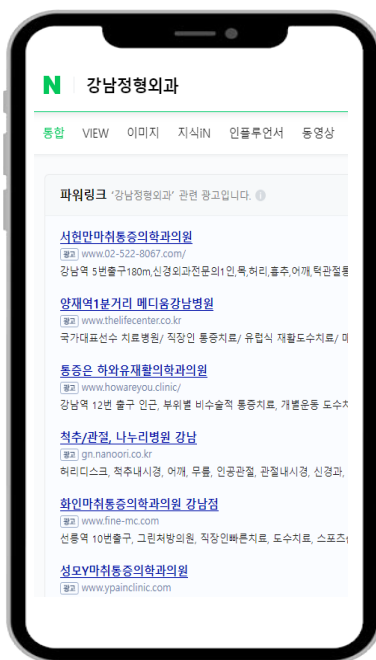 N 강남정형외과
통합 VIEW 이미지 지식iN 인플루언서 동영상
파워링크 '강남정형외과' 관련 광고입니다.
서헌만마취통증의학과의원
광고 www.02-522-8067.com/
강남역 5번출구180m,신경외과전문의1인,목,허리,흉추,어깨,턱관절통
양재역1분거리 메디움강남병원
광고 www.thelifecenter.co.kr
국가대표선수 치료병원/ 직장인 통증치료/ 유럽식 재활도수치료/
통증은 하와유재활의학과의원
광고 www.howareyou.clinic/
강남역 12번 출구 인근, 부위별 비수술적 통증치료, 개별운동 도수치
척추/관절, 나누리병원 강남
광고 gn.nanoori.co.kr
허리디스크, 척추내시경, 어깨, 무릎, 인공관절, 관절내시경, 신경과,
화인마취통증의학과의원 강남점
광고 www.fine-mc.com
선릉역 10번출구, 그린처방의원, 직장인빠른치료, 도수치료, 스포츠
성모Y마취통증의학과의원
광고 www.ypainclinic.com